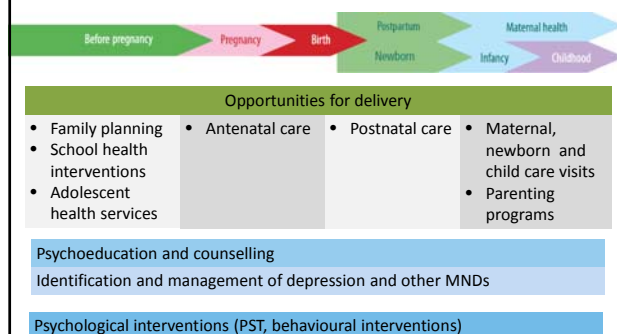 Before pregnancy
Pregnancy
Birth
Postpartum
Newborn
Maternal health
Infancy
Childhood
Opportunities for delivery
• Family planning
• School health
interventions
• Adolescent
health services
• Antenatal care
• Postnatal care
• Maternal,
newborn and
child care visits
• Parenting
programs
Psychoeducation and counselling
Identification and management of depression and other MNDs
Psychological interventions (PST, behavioural interventions)